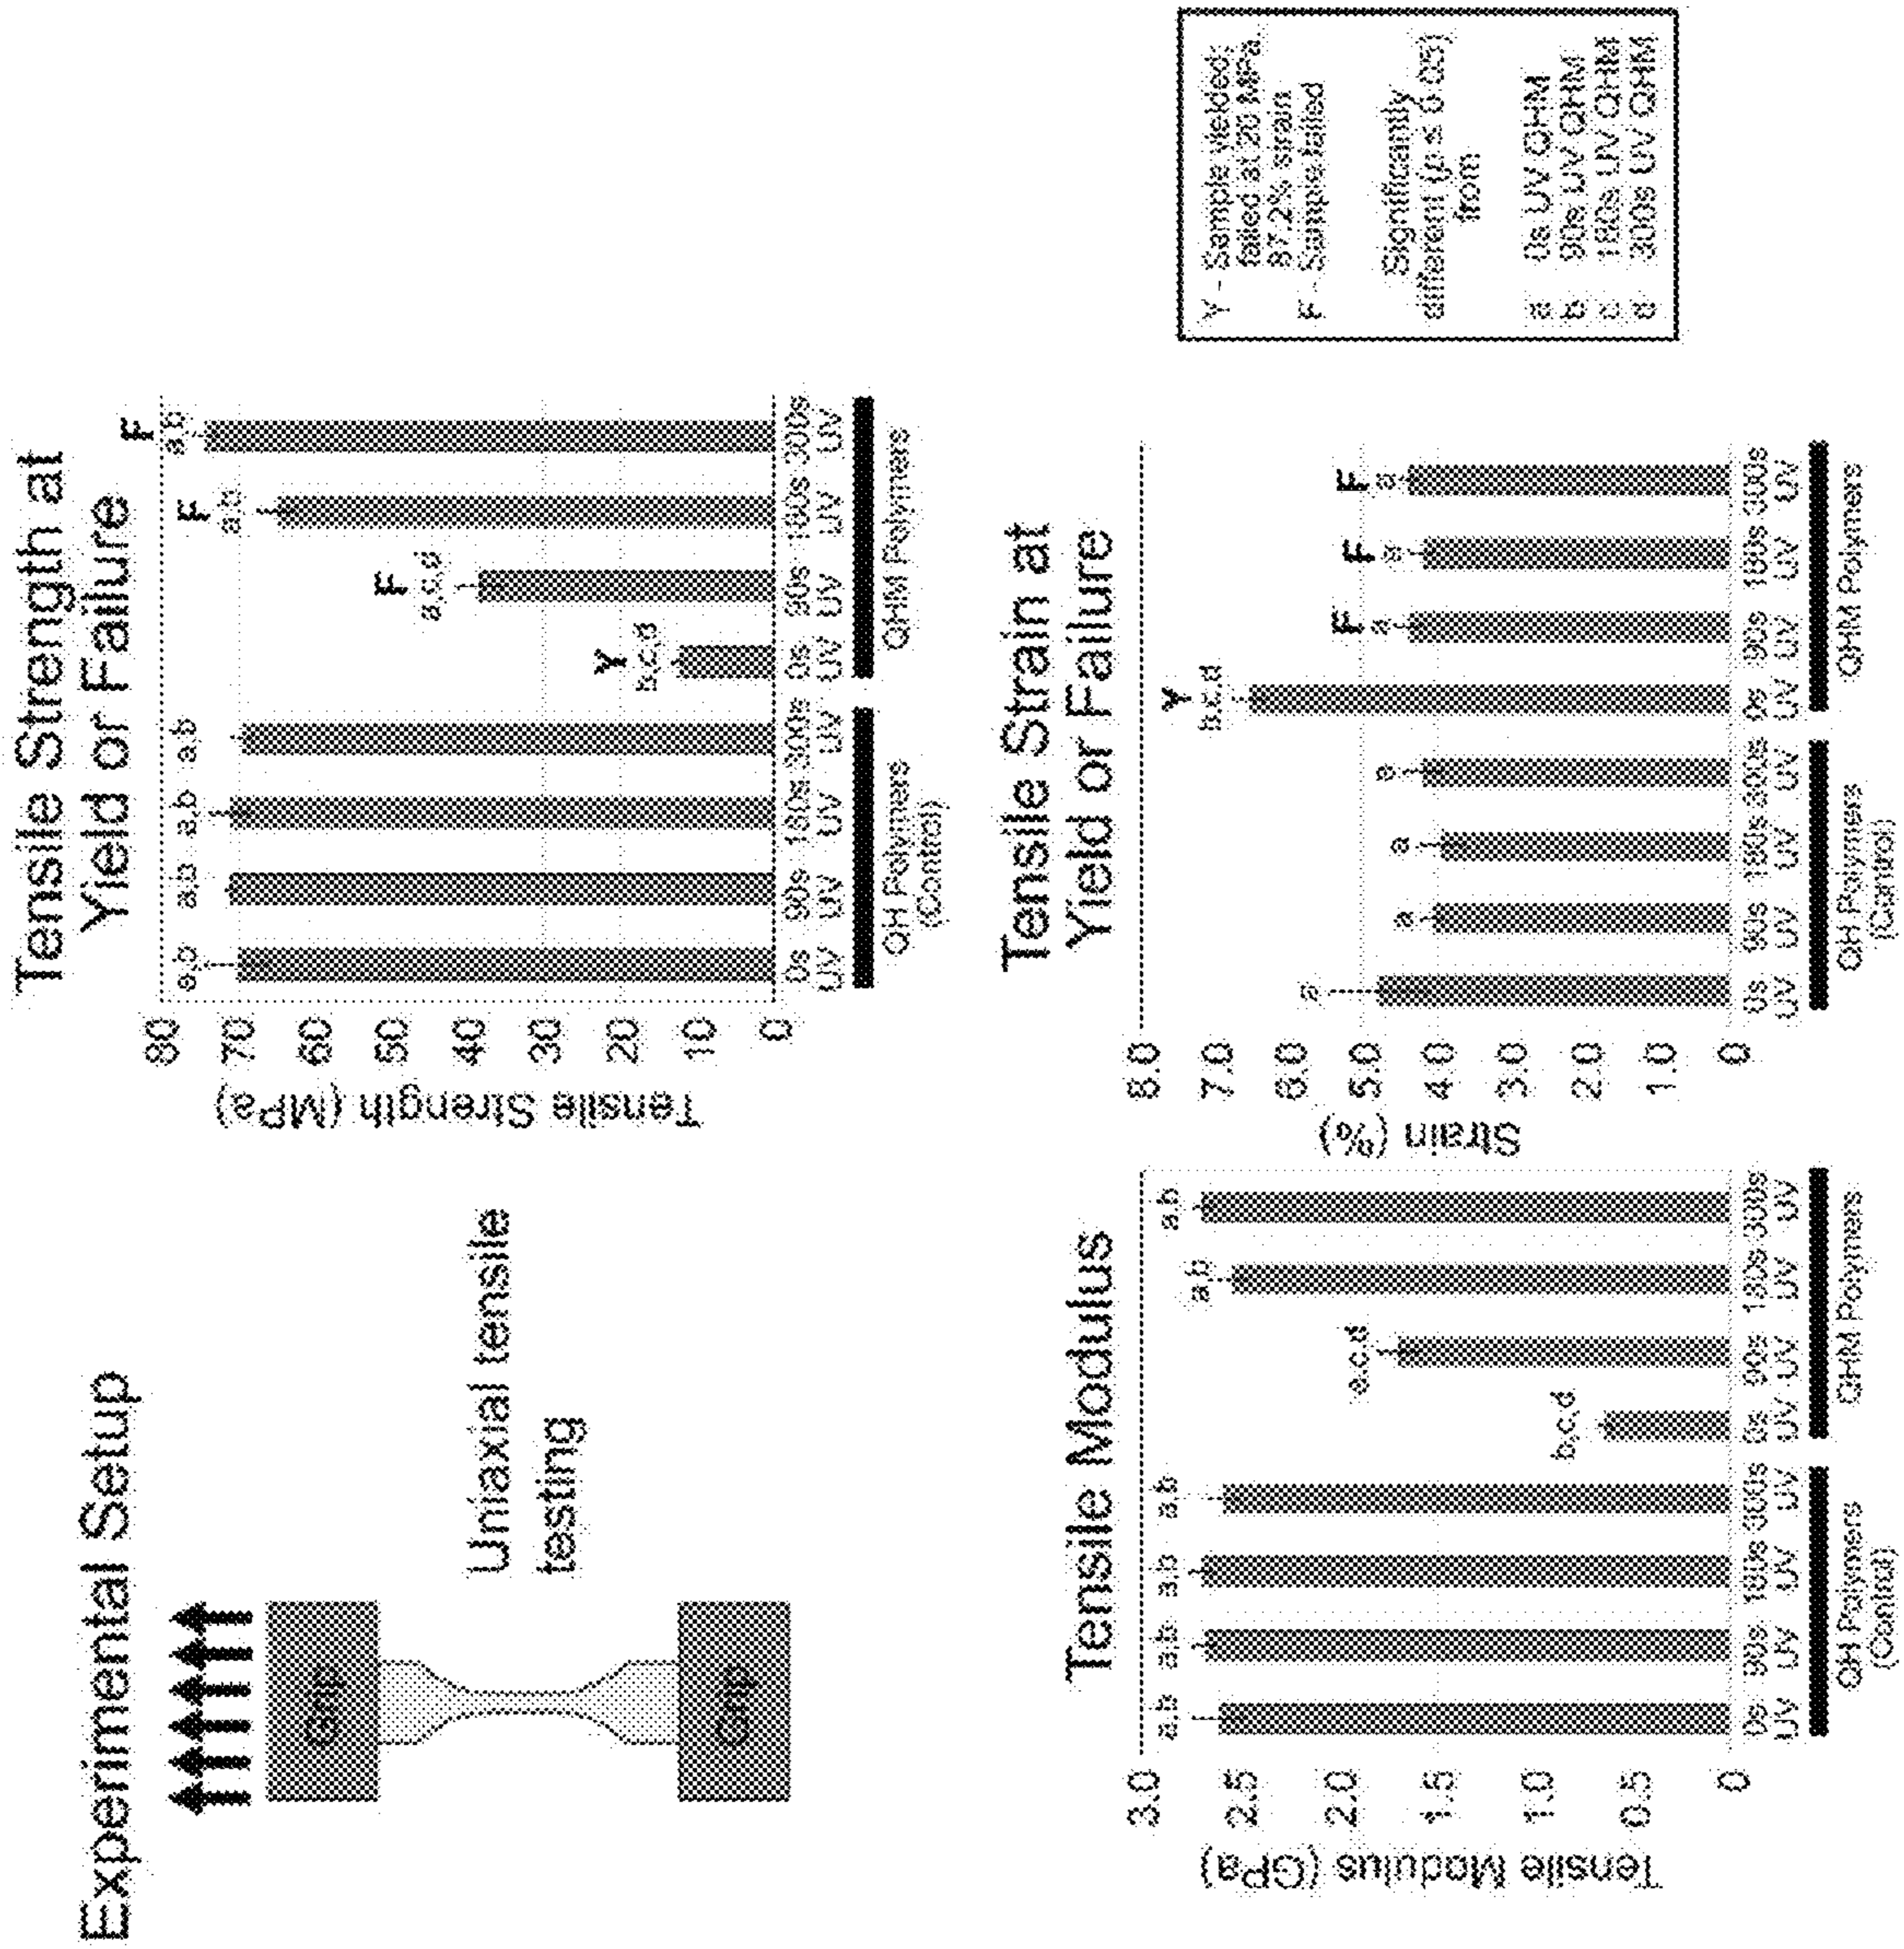 Experimental Setup
Grip
Uniaxial tensile
testing
Grip
Tensile Strength at
Yield or Failure
Tensile Strength (MPa)
80
70
60
50
40
30
20
10
0
a,b
a,b
a,b
a,b
Y
b,c,d
F
a,c,d
F
a,b
F
a,b
0s 90s 180s 300s 0s 90s 180s 300s
UV UV UV UV UV UV UV UV
QH Polymers QHM Polymers
(Control)
Tensile Modulus
Tensile Modulus (GPa)
3.0
2.5
2.0
1.5
1.0
0.5
0
a,b
a,b
a,b
a,b
b,c,d
a,c,d
a,b
a,b
0s 90s 180s 300s 0s 90s 180s 300s
UV UV UV UV UV UV UV UV
QH Polymers QHM Polymers
(Control)
Tensile Strain at
Yield or Failure
Strain (%)
8.0
7.0
6.0
5.0
4.0
3.0
2.0
1.0
0
a
a
a
a
Y
b,c,d
F
a
F
a
F
a
0s 90s 180s 300s 0s 90s 180s 300s
UV UV UV UV UV UV UV UV
QH Polymers QHM Polymers
(Control)
Y - Sample yielded;
failed at 20 MPa,
87.2% strain
F - Sample failed
Significantly
different (p ≤ 0.05)
from
a 0s UV QHM
b 90s UV QHM
c 180s UV QHM
d 300s UV QHM